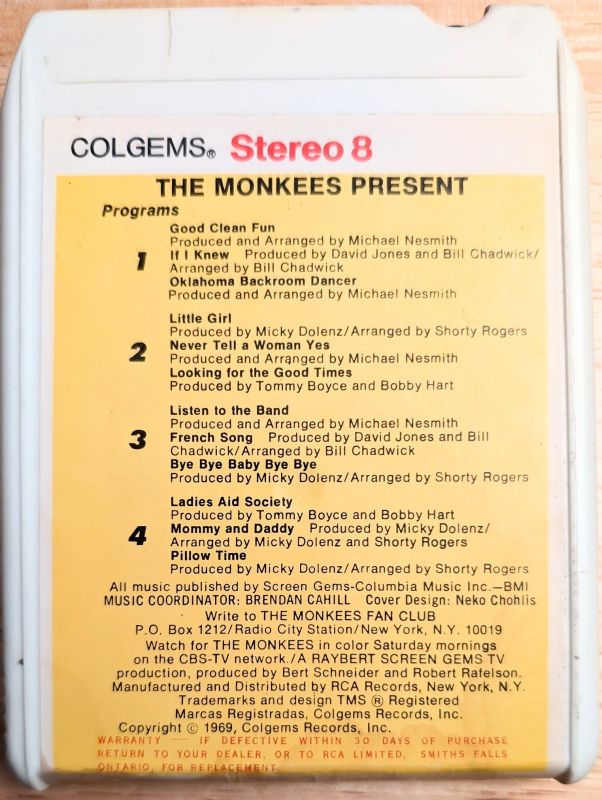 COLGEMS® Stereo 8
THE MONKEES PRESENT
Programs
Good Clean Fun
Produced and Arranged by Michael Nesmith
1 If I Knew Produced by David Jones and Bill Chadwick/
Arranged by Bill Chadwick
Oklahoma Backroom Dancer
Produced and Arranged by Michael Nesmith
Little Girl
Produced by Micky Dolenz/Arranged by Shorty Rogers
2 Never Tell a Woman Yes
Produced and Arranged by Michael Nesmith
Looking for the Good Times
Produced by Tommy Boyce and Bobby Hart
Listen to the Band
Produced and Arranged by Michael Nesmith
3 French Song Produced by David Jones and Bill
Chadwick/Arranged by Bill Chadwick
Bye Bye Baby Bye Bye
Produced by Micky Dolenz/Arranged by Shorty Rogers
Ladies Aid Society
Produced by Tommy Boyce and Bobby Hart
4 Mommy and Daddy Produced by Micky Dolenz/
Arranged by Micky Dolenz and Shorty Rogers
Pillow Time
Produced by Micky Dolenz/Arranged by Shorty Rogers
All music published by Screen Gems-Columbia Music Inc.—BMI
MUSIC COORDINATOR: BRENDAN CAHILL Cover Design: Neko Chohlis
Write to THE MONKEES FAN CLUB
P.O. Box 1212/Radio City Station/New York, N.Y. 10019
Watch for THE MONKEES in color Saturday mornings
on the CBS-TV network./A RAYBERT SCREEN GEMS TV
production, produced by Bert Schneider and Robert Rafelson.
Manufactured and Distributed by RCA Records, New York, N.Y.
Trademarks and design TMS ® Registered
Marcas Registradas, Colgems Records, Inc.
Copyright © 1969, Colgems Records, Inc.
WARRANTY — IF DEFECTIVE WITHIN 30 DAYS OF PURCHASE
RETURN TO YOUR DEALER, OR TO RCA LIMITED, SMITHS FALLS
ONTARIO, FOR REPLACEMENT.